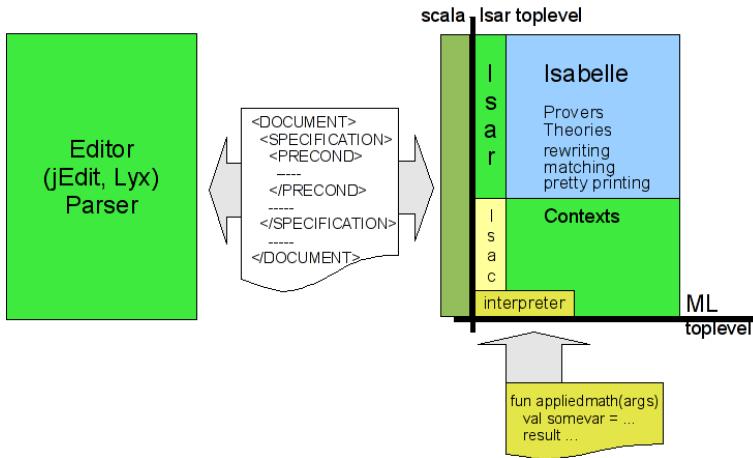 scala - Isar toplevel
Editor
(jEdit, Lyx)
Parser
<DOCUMENT>
<SPECIFICATION>
<PRECOND>
-----
</PRECOND>
-----
</SPECIFICATION>
-----
</DOCUMENT>
I
s
a
r
Isabelle
Provers
Theories
rewriting
matching
pretty printing
I
s
a
c
Contexts
interpreter
ML
toplevel
fun appliedmath(args)
val somevar = ...
result ...